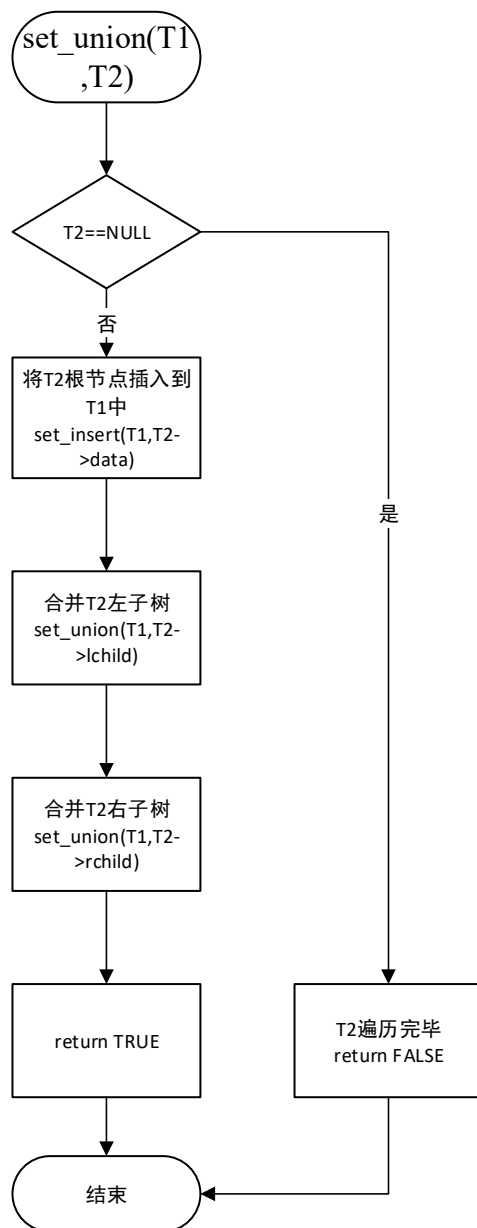 set_union(T1
,T2)
T2==NULL
否
将T2根节点插入到
T1中
set_insert(T1,T2-
>data)
是
合并T2左子树
set_union(T1,T2-
>lchild)
合并T2右子树
set_union(T1,T2-
>rchild)
return TRUE
T2遍历完毕
return FALSE
结束